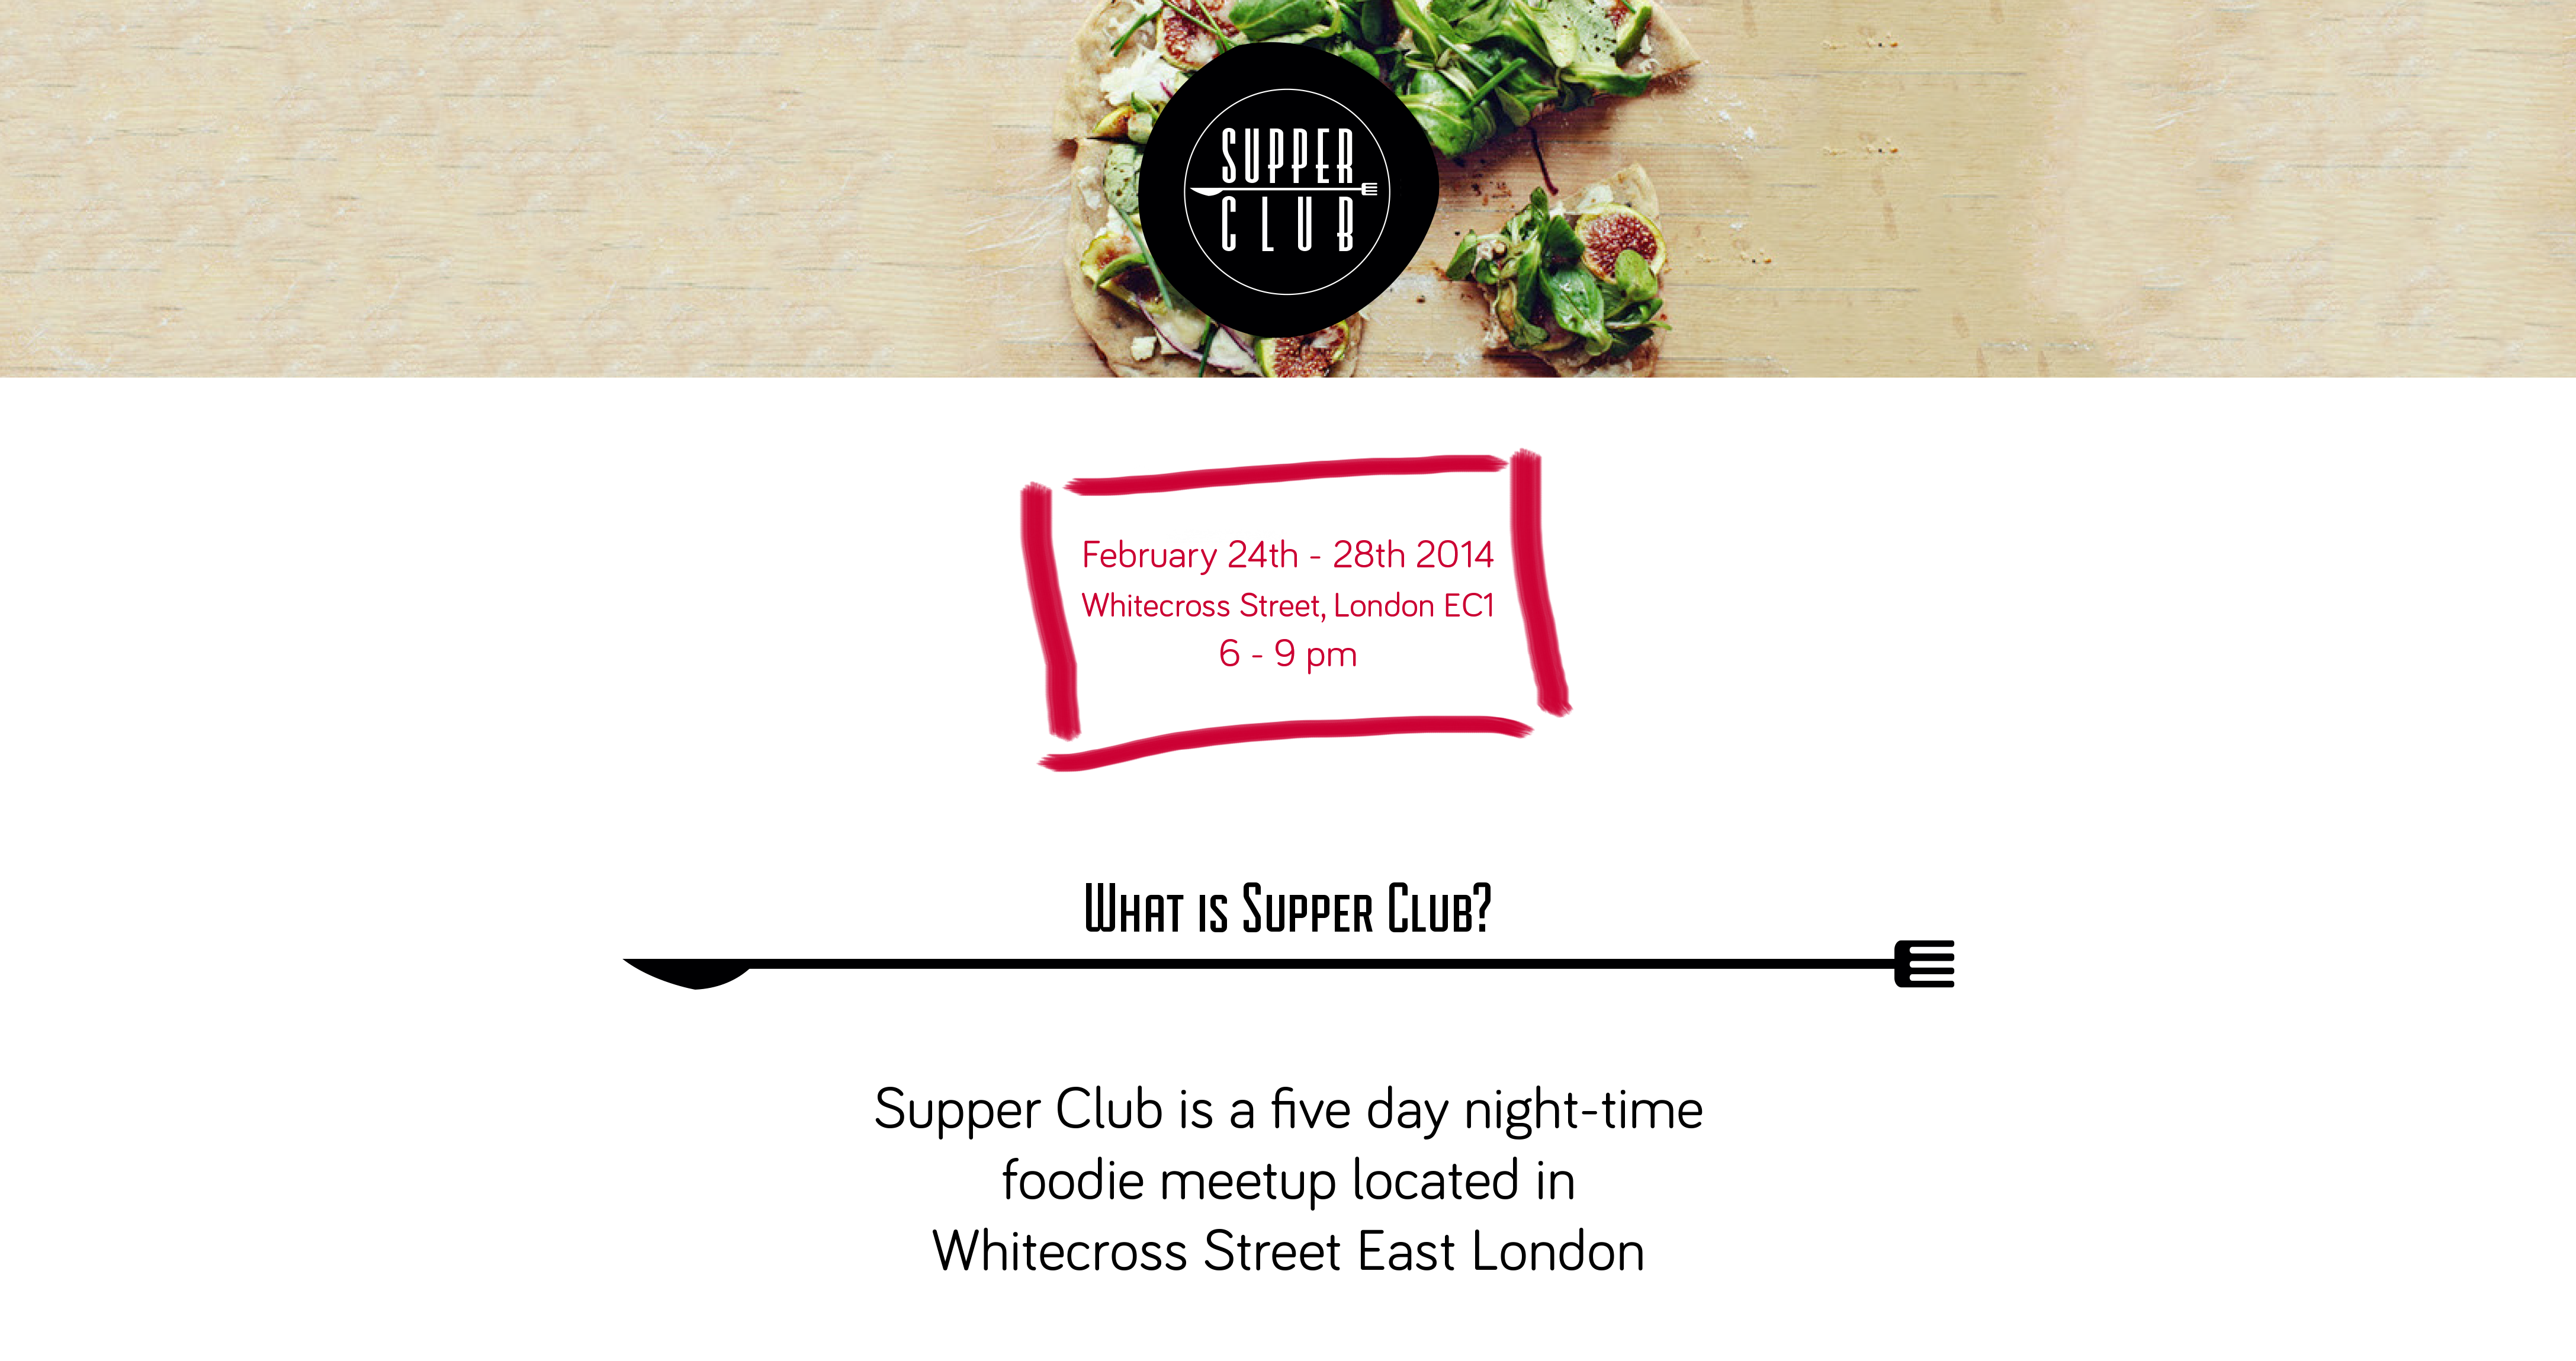 SUPPER
CLUB
February 24th - 28th 2014
Whitecross Street, London EC1
6 - 9 pm
What is Supper Club?
Supper Club is a five day night-time
foodie meetup located in
Whitecross Street East London